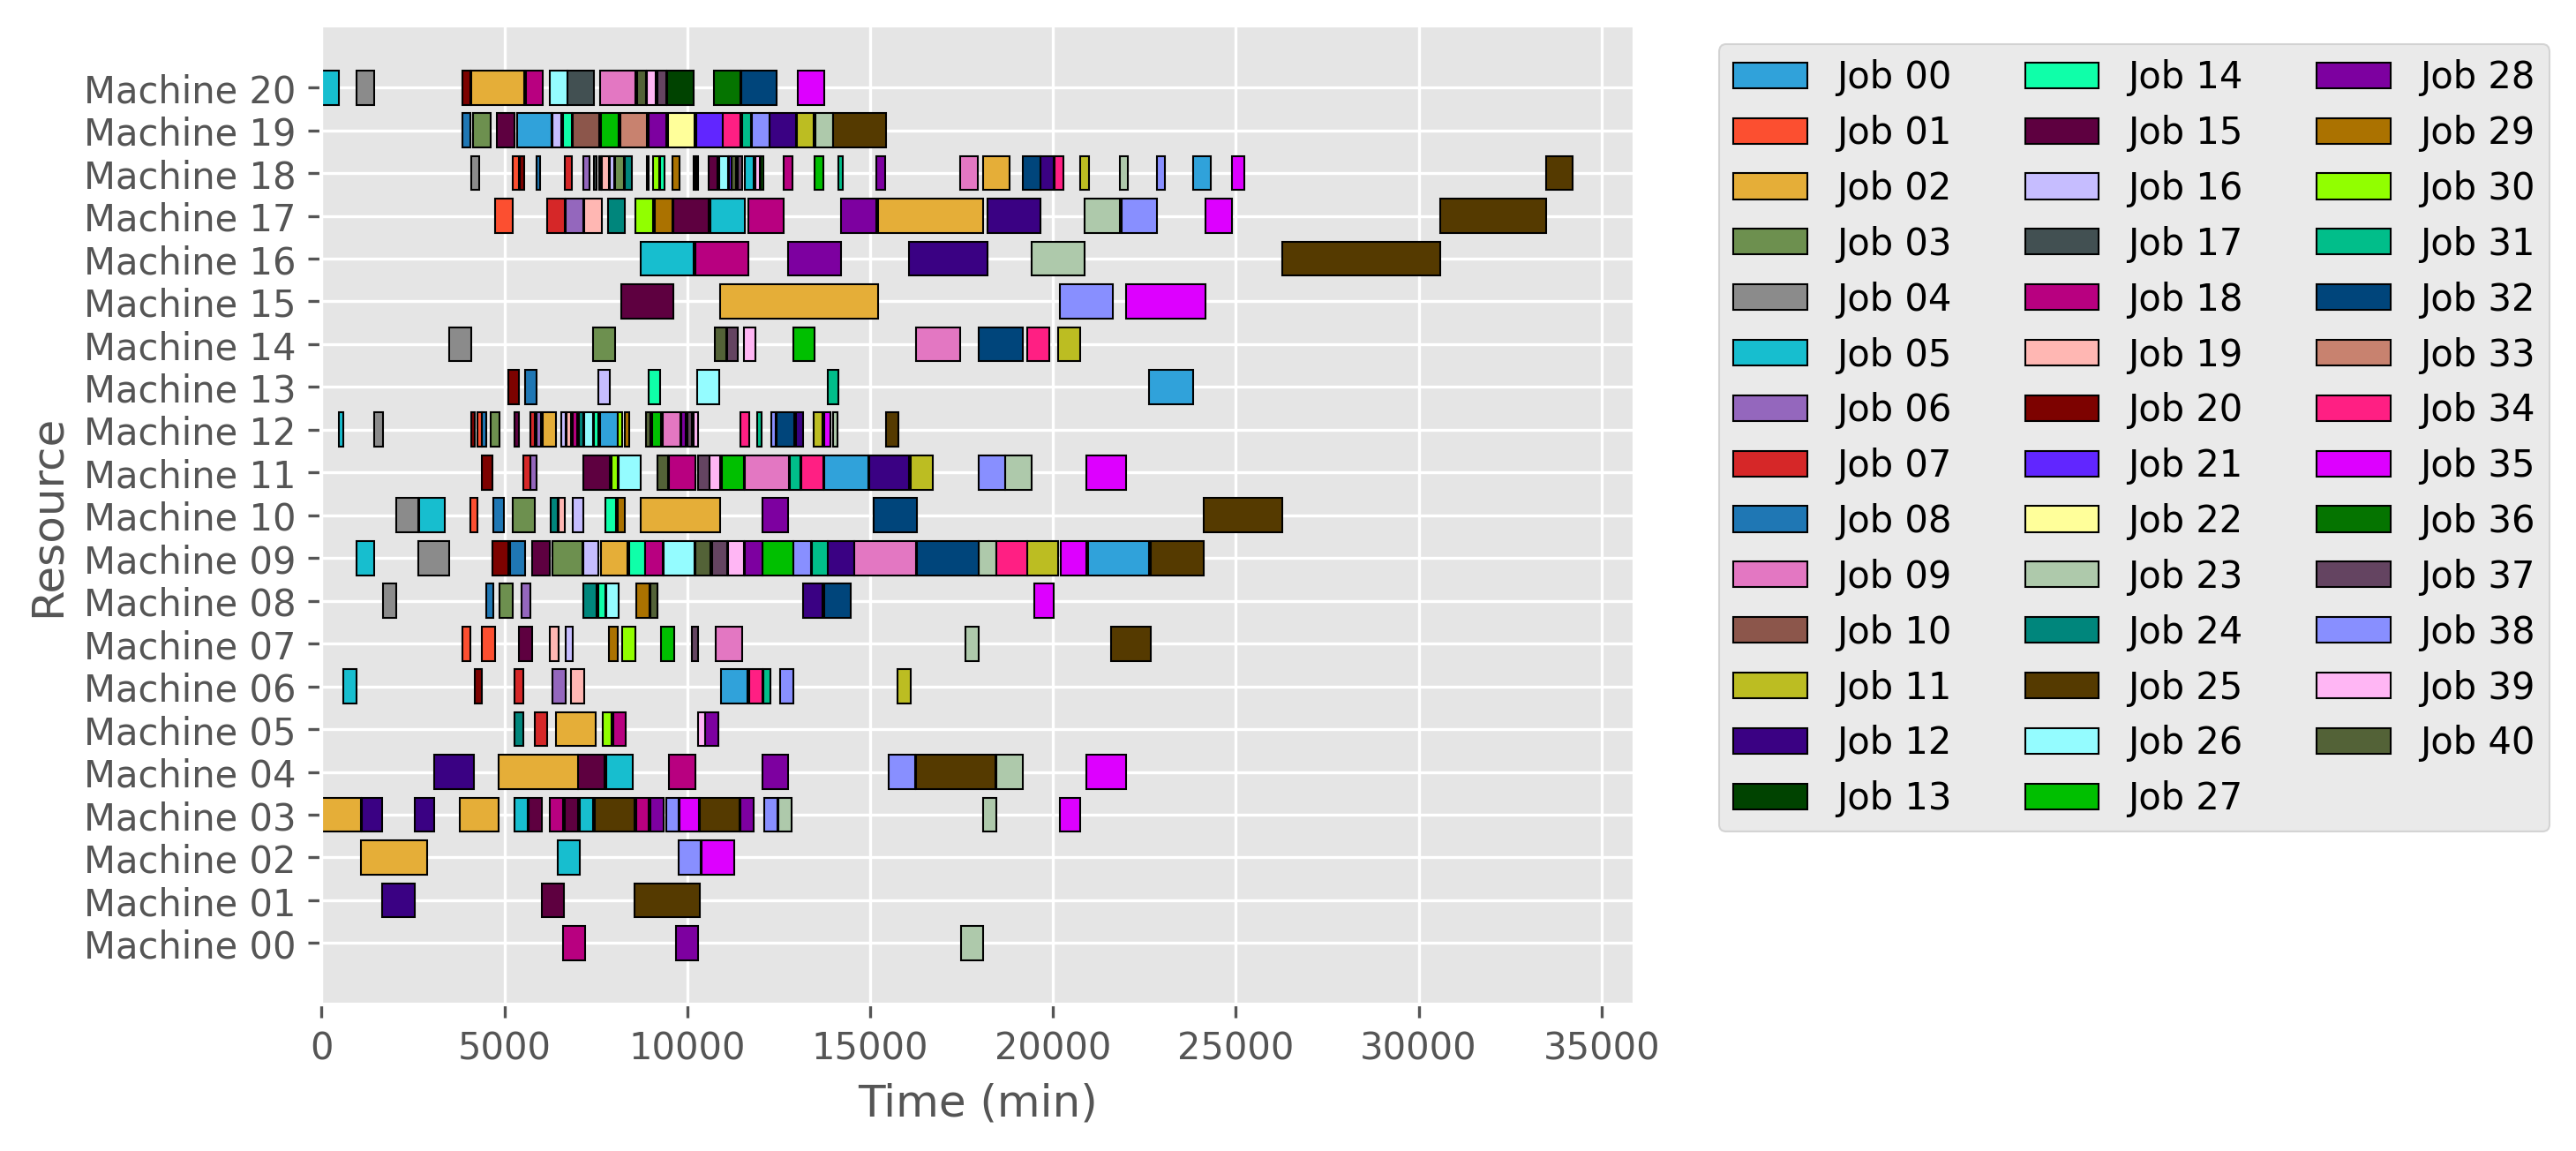 Machine 20
Machine 19
Machine 18
Machine 17
Machine 16
Machine 15
Machine 14
Machine 13
Machine 12
Machine 11
Machine 10
Machine 09
Machine 08
Machine 07
Machine 06
Machine 05
Machine 04
Machine 03
Machine 02
Machine 01
Machine 00
Resource
0 5000 10000 15000 20000 25000 30000 35000
Time (min)
Job 00 Job 14 Job 28
Job 01 Job 15 Job 29
Job 02 Job 16 Job 30
Job 03 Job 17 Job 31
Job 04 Job 18 Job 32
Job 05 Job 19 Job 33
Job 06 Job 20 Job 34
Job 07 Job 21 Job 35
Job 08 Job 22 Job 36
Job 09 Job 23 Job 37
Job 10 Job 24 Job 38
Job 11 Job 25 Job 39
Job 12 Job 26 Job 40
Job 13 Job 27